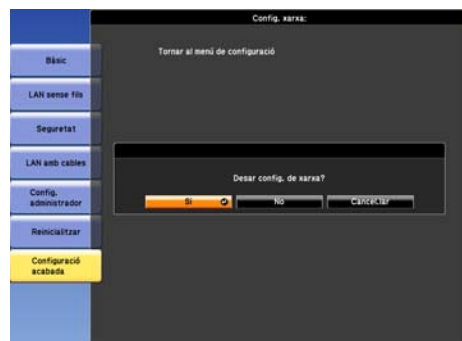 Config. xarxa:
Tornar al menú de configuració
Bàsic
LAN sense fils
Seguretat
LAN amb cables
Config.
administrador
Reinicialitzar
Configuració
acabada
Desar config. de xarxa?
Sí
No
Cancel.lar